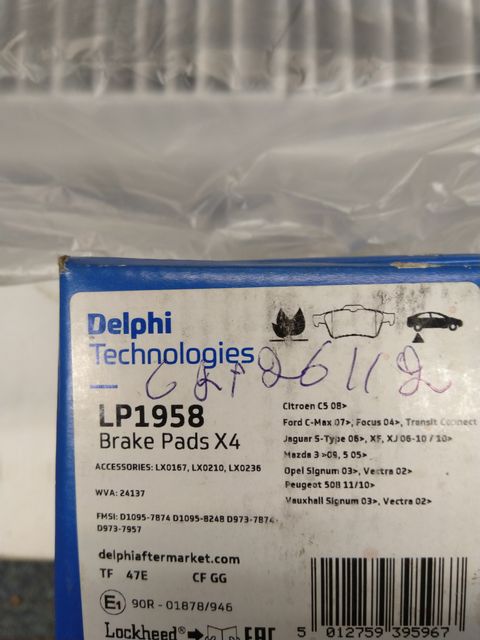 Delphi
Technologies
LP1958
Brake Pads X4
ACCESSORIES: LX0167, LX0210, LX0236
WVA: 24137
FMSI: D1095-7874 D1095-8248 D973-7874
D973-7957
delphiaftermarket.com
TF 47E CF GG
E1 90R - 01878/946
Lockheed® EAC
Citroen C5 08>
Ford C-Max 07>, Focus 04>, Transit Connect
Jaguar S-Type 06>, XF, XJ 06-10 / 10>
Mazda 3 >09, 5 05>
Opel Signum 03>, Vectra 02>
Peugeot 508 11/10>
Vauxhall Signum 03>, Vectra 02>
5 012759 395967